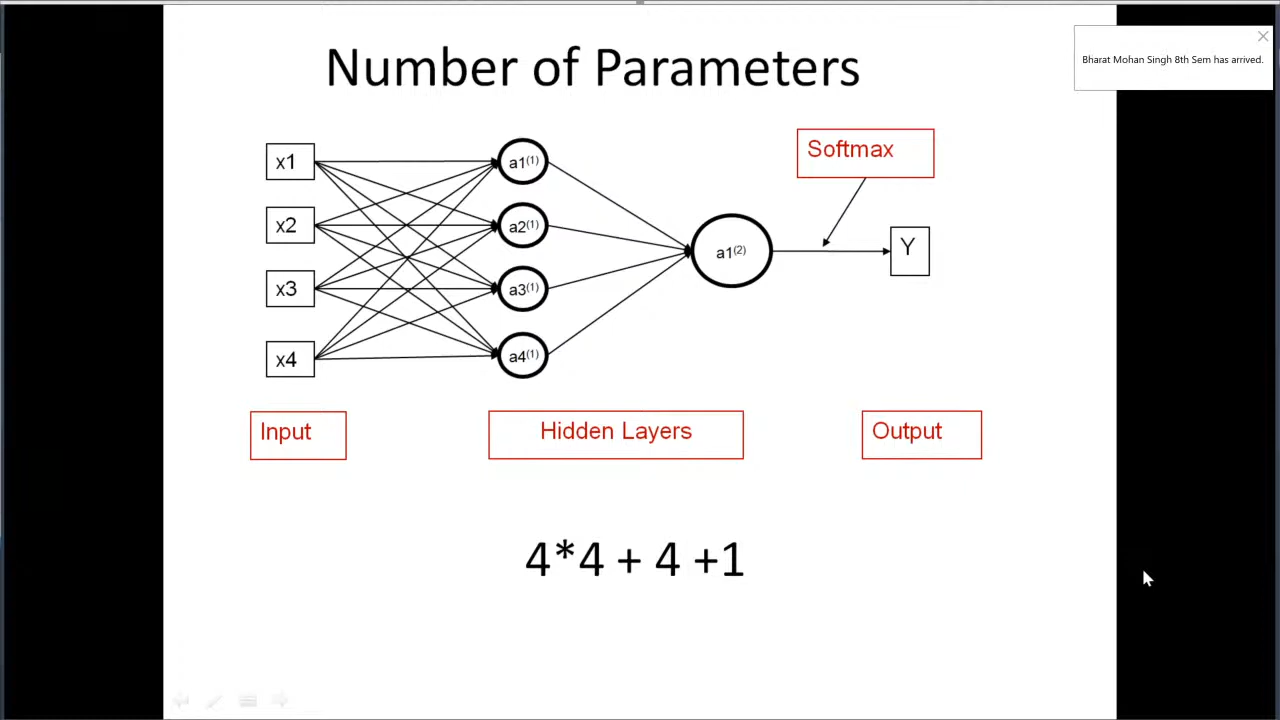 Number of Parameters
Bharat Mohan Singh 8th Sem has arrived.
Softmax
x1
a1(1)
x2
a2(1)
a1(2)
Y
x3
a3(1)
x4
a4(1)
Input
Hidden Layers
Output
4*4 + 4 +1